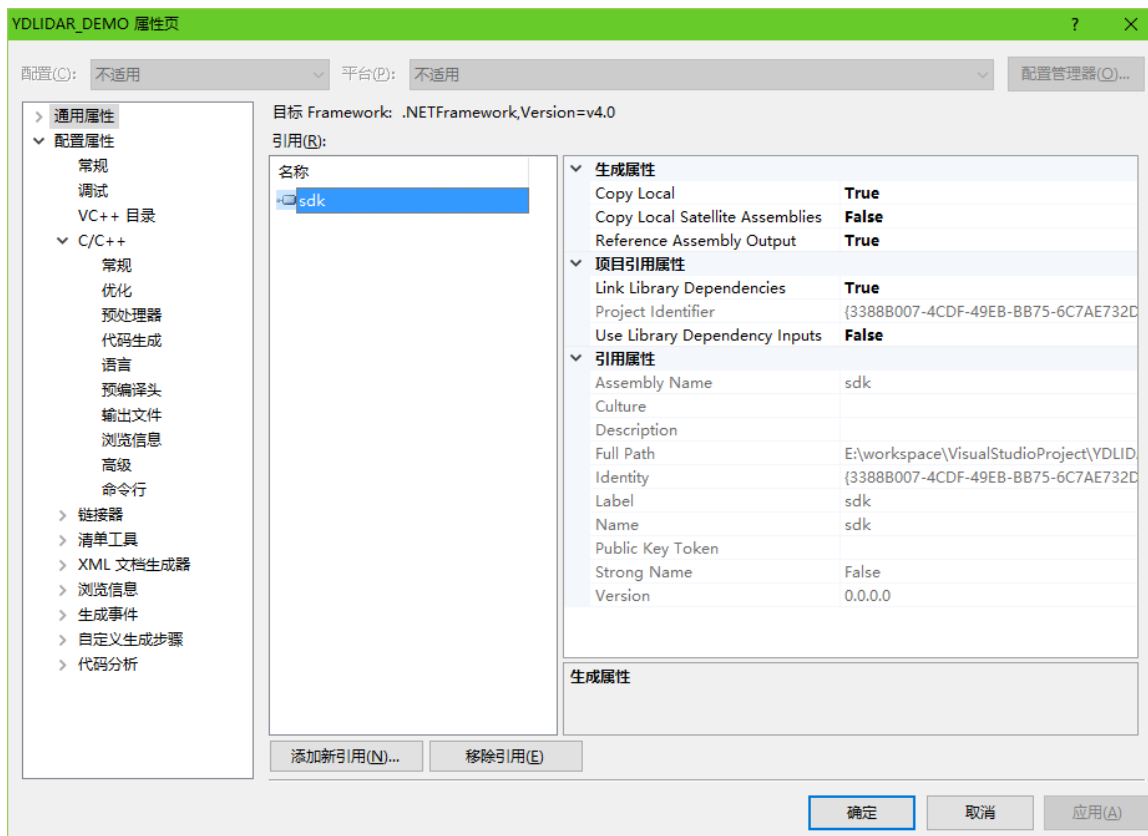 YDLIDAR_DEMO 属性页
?
配置(C):
不适用
平台(P):
不适用
配置管理器(O)...
通用属性
配置属性
常规
调试
VC++ 目录
C/C++
常规
优化
预处理器
代码生成
语言
预编译头
输出文件
浏览信息
高级
命令行
链接器
清单工具
XML 文档生成器
浏览信息
生成事件
自定义生成步骤
代码分析
目标 Framework: .NETFramework,Version=v4.0
引用(R):
名称
sdk
生成属性
Copy Local True
Copy Local Satellite Assemblies False
Reference Assembly Output True
项目引用属性
Link Library Dependencies True
Project Identifier {3388B007-4CDF-49EB-BB75-6C7AE732D
Use Library Dependency Inputs False
引用属性
Assembly Name sdk
Culture
Description
Full Path E:\workspace\VisualStudioProject\YDLID
Identity {3388B007-4CDF-49EB-BB75-6C7AE732D
Label sdk
Name sdk
Public Key Token
Strong Name False
Version 0.0.0.0
生成属性
添加新引用(N)...
移除引用(E)
确定
取消
应用(A)